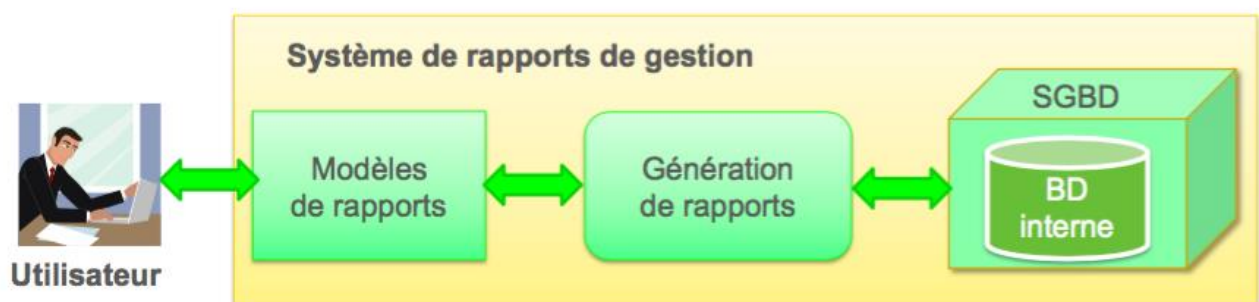 Système de rapports de gestion
SGBD
Modèles
de rapports
Génération
de rapports
BD
interne
Utilisateur